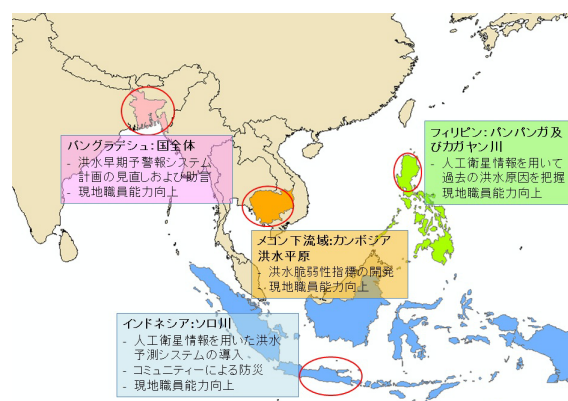 バングラデシュ:国全体
- 洪水早期予警報システム
計画の見直しおよび助言
- 現地職員能力向上
フィリピン:パンパンガ及
びカガヤン川
- 人工衛星情報を用いて
過去の洪水原因を把握
現地職員能力向上
メコン下流域:カンボジア
洪水平原
洪水脆弱性指標の開発
- 現地職員能力向上
インドネシア:ソロ川
- 人工衛星情報を用いた洪水
予測システムの導入
- コミュニティーによる防災
- 現地職員能力向上